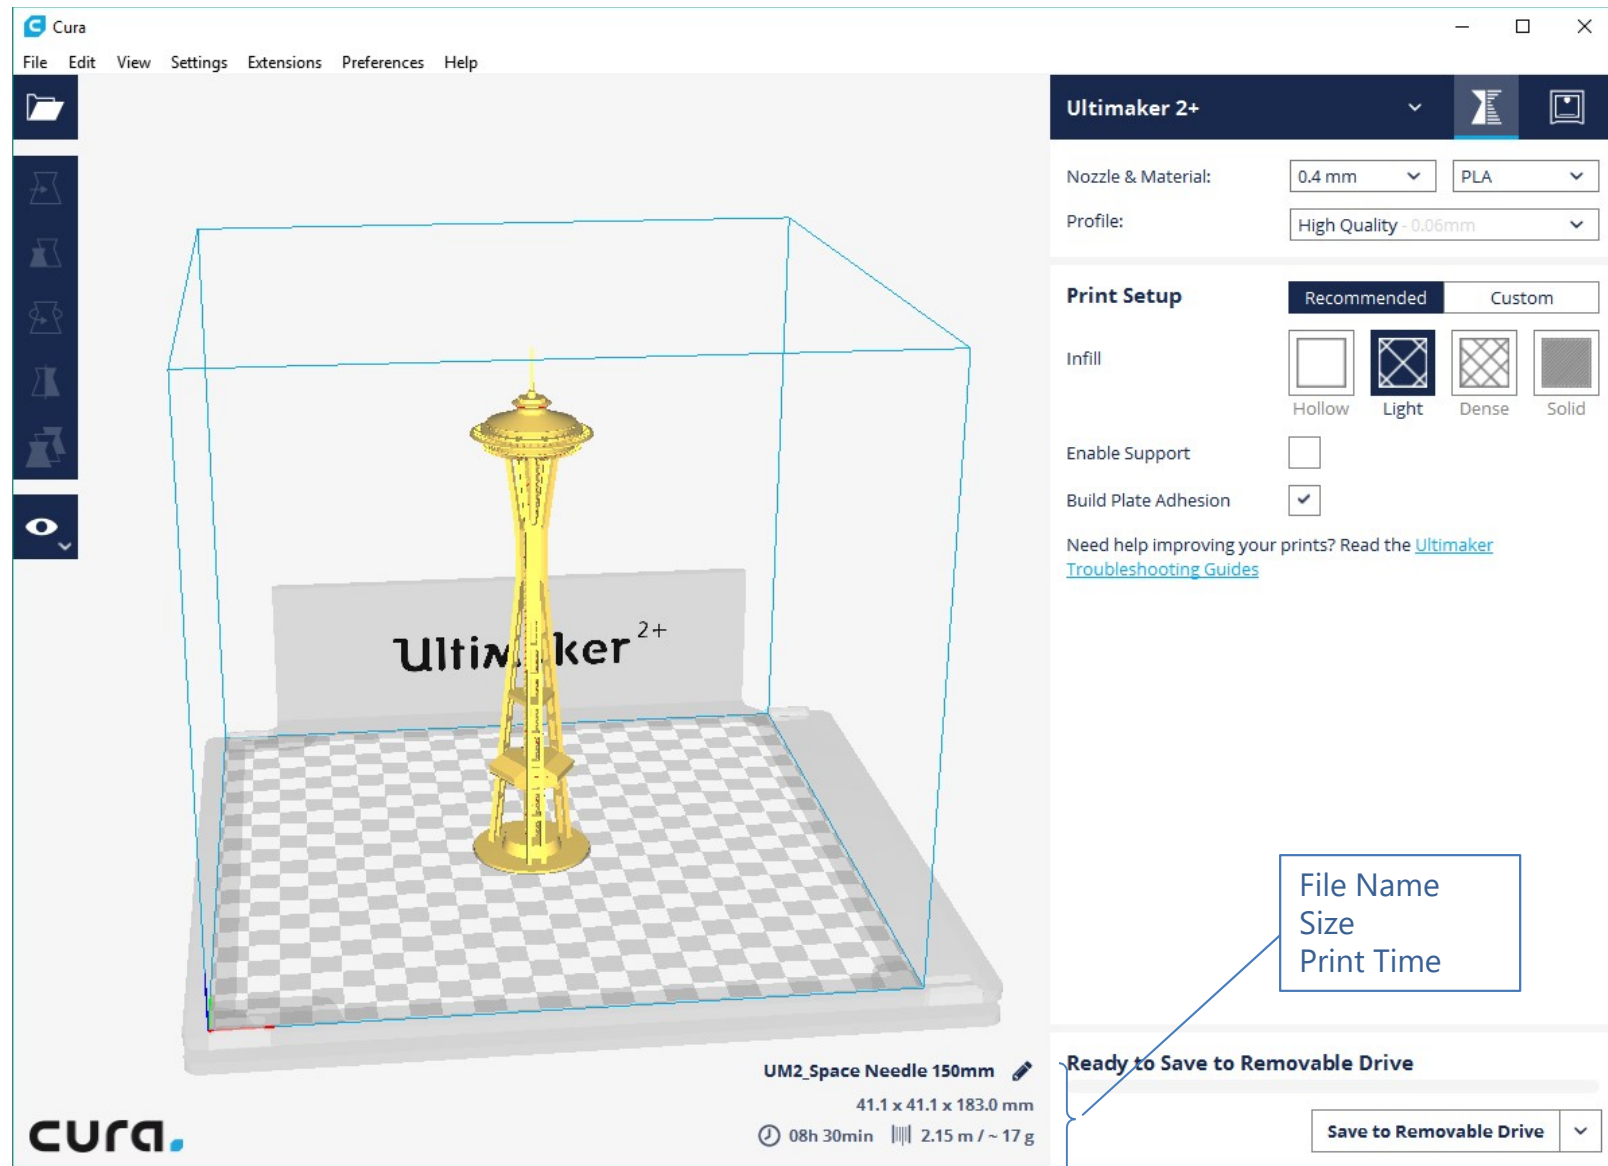 Cura
File Edit View Settings Extensions Preferences Help
Ultimaker 2+
Nozzle & Material:
0.4 mm
PLA
Profile:
High Quality - 0.06mm
Print Setup
Recommended
Custom
Infill
Hollow
Light
Dense
Solid
Enable Support
Build Plate Adhesion
Need help improving your prints? Read the Ultimaker
Troubleshooting Guides
Ultim ker 2+
File Name
Size
Print Time
UM2_Space Needle 150mm
41.1 x 41.1 x 183.0 mm
08h 30min 2.15 m / ~ 17 g
Ready to Save to Removable Drive
Save to Removable Drive
cura.